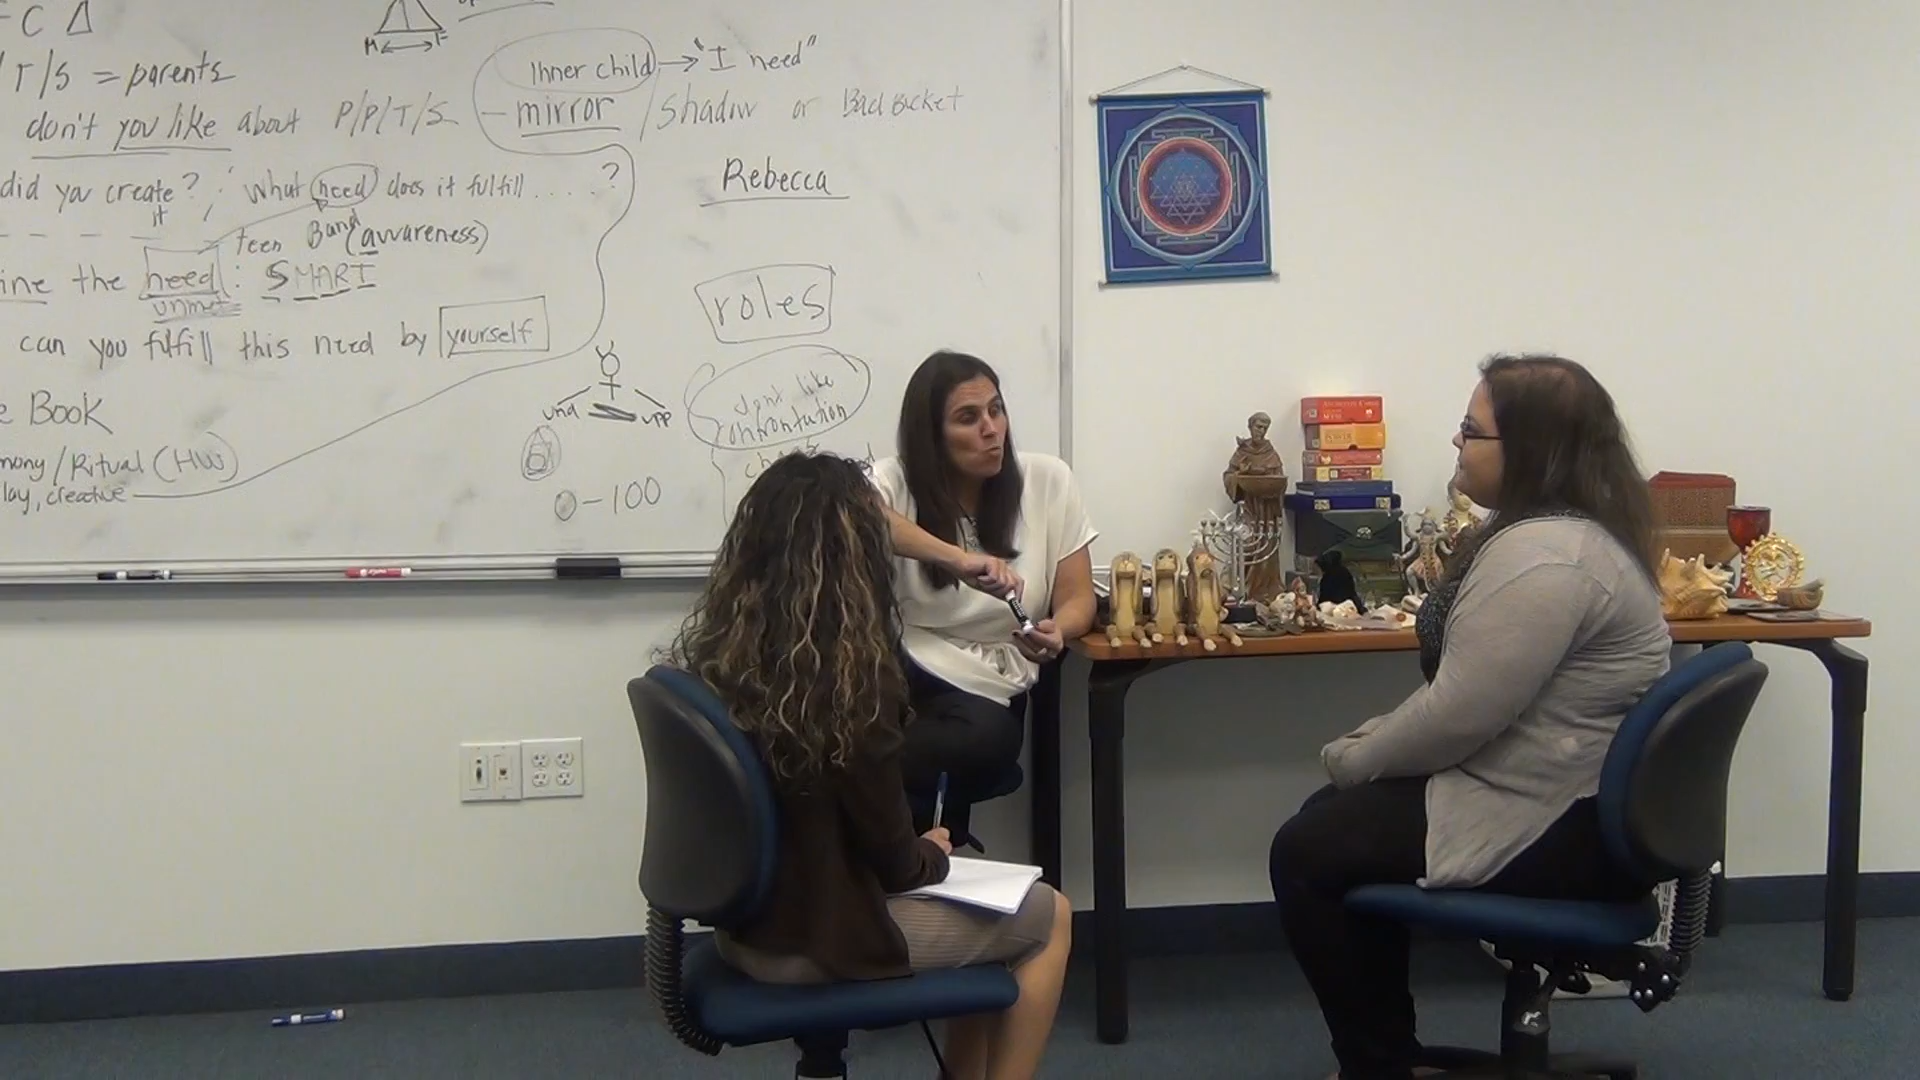 C Δ
T/S = parents
Inner child → "I need"
don't you like about P/P/T/S - mirror / Shadow or Bad Bucket
did you create? ; What need does it fulfill.....?
it
Rebecca
teen Band (awareness)
ine the need: SMART
unmet
roles
can you fulfill this need by yourself
und
upp
don't like
confrontation
e Book
mony/Ritual (HW)
lay, creative
0-100